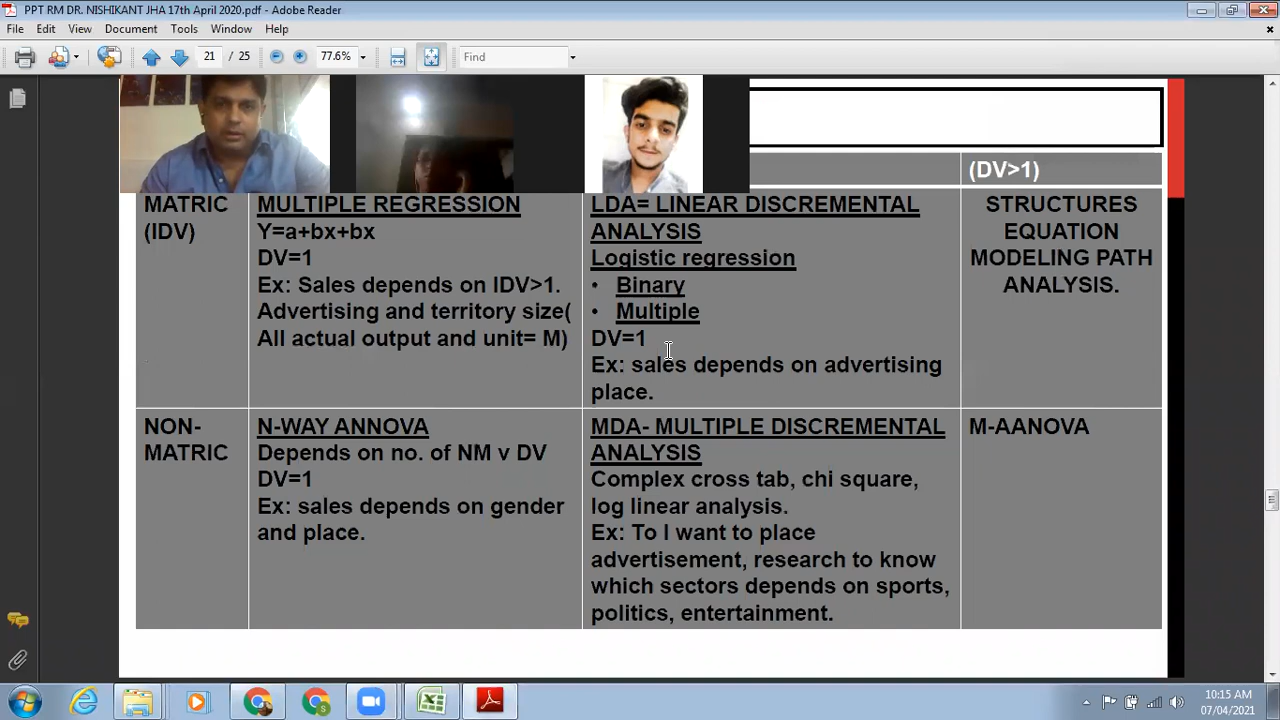 PPT RM DR. NISHIKANT JHA 17th April 2020.pdf - Adobe Reader
File Edit View Document Tools Window Help
21 / 25 77.6% Find
(DV>1)
MATRIC
(IDV)
MULTIPLE REGRESSION
Y=a+bx+bx
DV=1
Ex: Sales depends on IDV>1.
Advertising and territory size(
All actual output and unit= M)
LDA= LINEAR DISCREMENTAL
ANALYSIS
Logistic regression
• Binary
• Multiple
DV=1
Ex: sales depends on advertising
place.
STRUCTURES
EQUATION
MODELING PATH
ANALYSIS.
NON-
MATRIC
N-WAY ANNOVA
Depends on no. of NM v DV
DV=1
Ex: sales depends on gender
and place.
MDA- MULTIPLE DISCREMENTAL
ANALYSIS
Complex cross tab, chi square,
log linear analysis.
Ex: To I want to place
advertisement, research to know
which sectors depends on sports,
politics, entertainment.
M-AANOVA
10:15 AM
07/04/2021